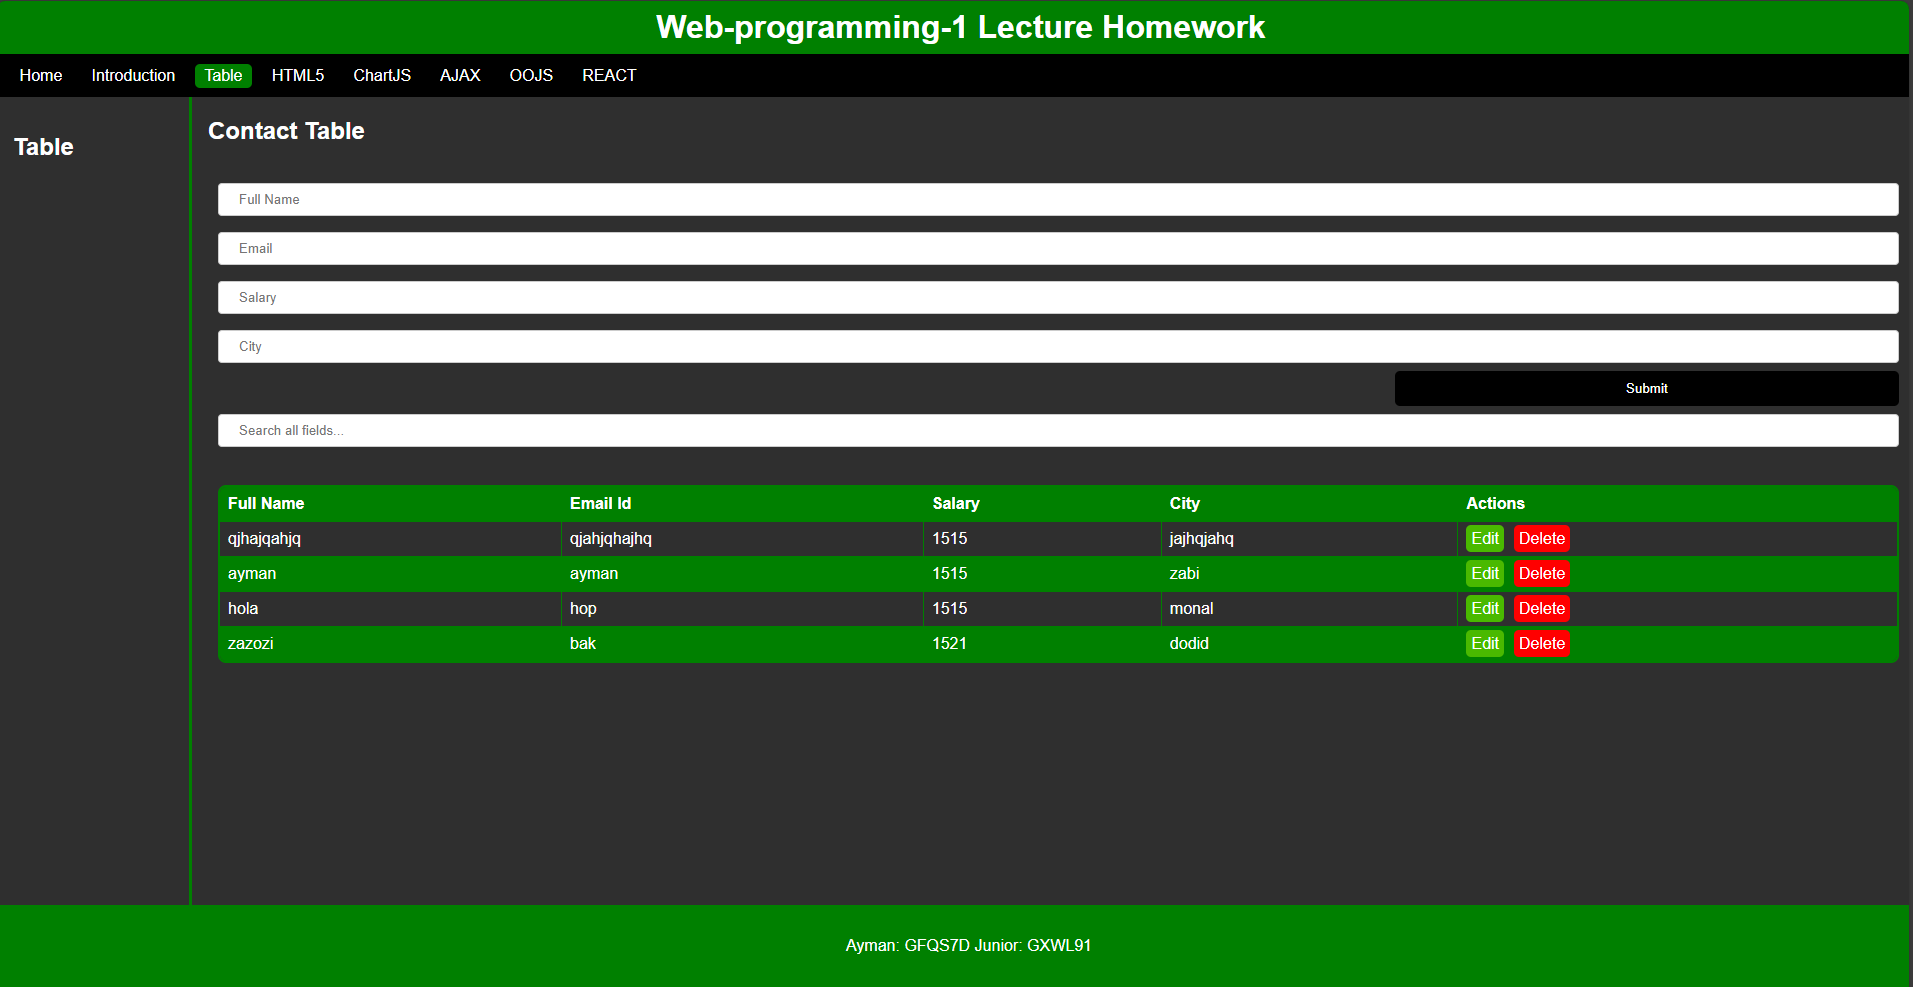 Web-programming-1 Lecture Homework
Home Introduction Table HTML5 ChartJS AJAX OOJS REACT
Table
Contact Table
Full Name
Email
Salary
City
Submit
Search all fields...
Full Name Email Id Salary City Actions
qjhajqahjq qjahjqhajhq 1515 jajhqjahq Edit Delete
ayman ayman 1515 zabi Edit Delete
hola hop 1515 monal Edit Delete
zazozi bak 1521 dodid Edit Delete
Ayman: GFQS7D Junior: GXWL91